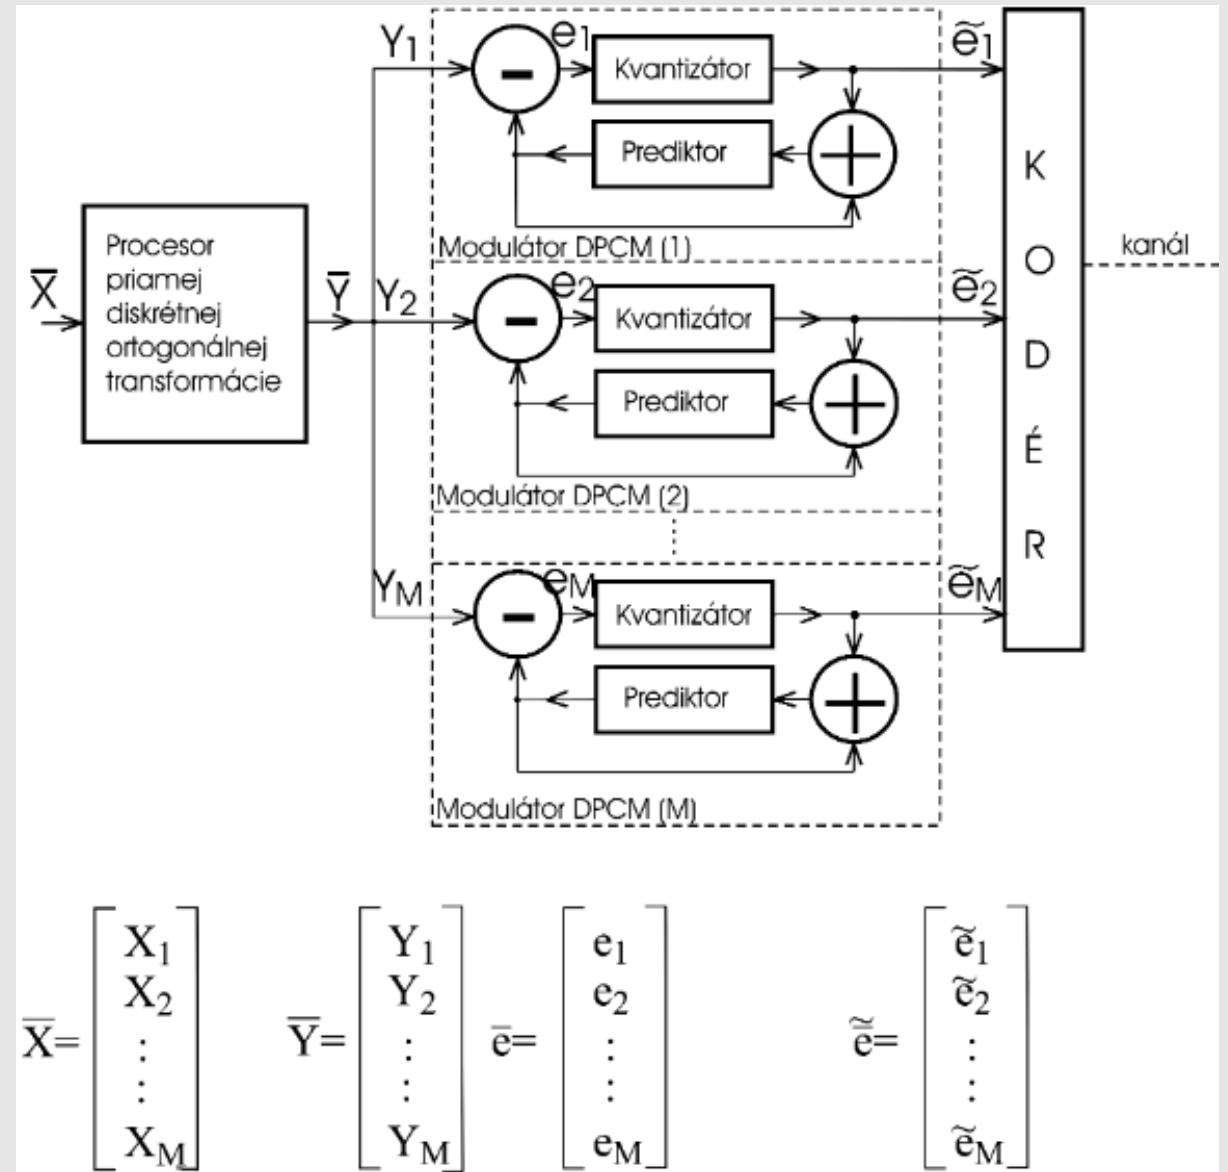 Y1
-
e1
Kvantizátor
ẽ1
Prediktor
+
Modulátor DPCM (1)
X̅
Procesor
priamej
diskrétnej
ortogonálnej
transformácie
Y̅
Y2
-
e2
Kvantizátor
ẽ2
Prediktor
+
Modulátor DPCM (2)
YM
-
eM
Kvantizátor
ẽM
Prediktor
+
Modulátor DPCM (M)
K
O
D
É
R
kanál
X̅=
X1
X2
⋮
XM
Y̅=
Y1
Y2
⋮
YM
e̅=
e1
e2
⋮
eM
ẽ̅=
ẽ1
ẽ2
⋮
ẽM